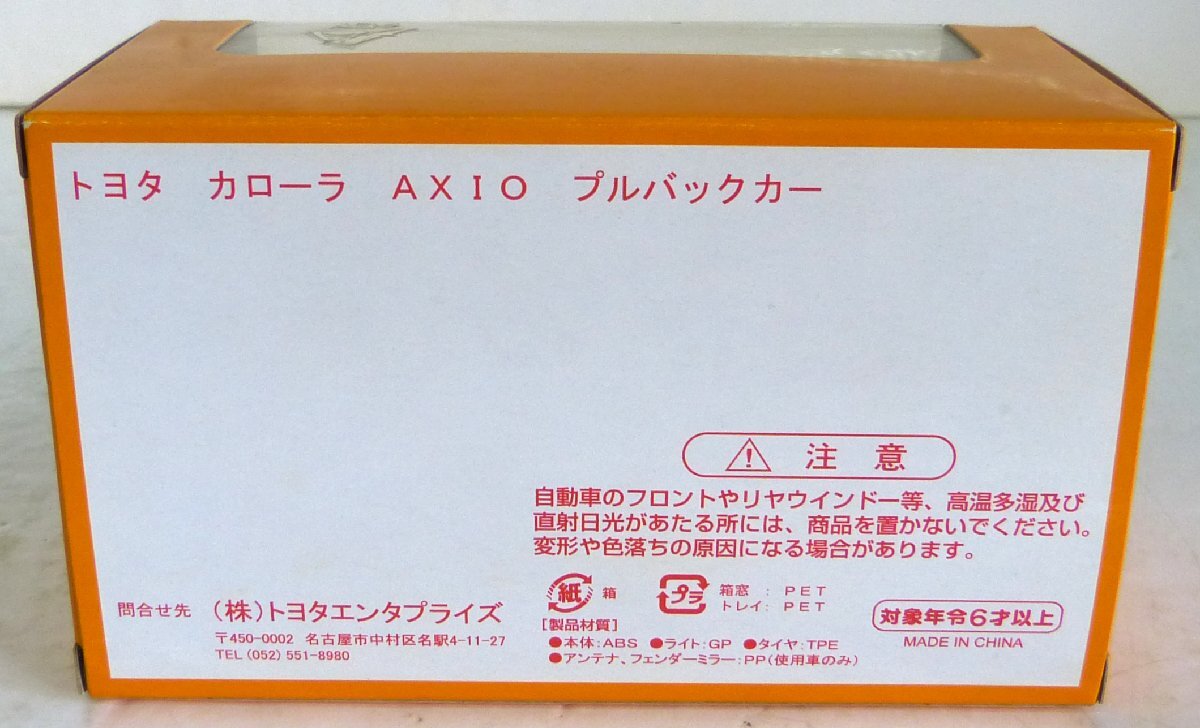 トヨタ　カローラ　ＡＸＩＯ　プルバックカー
注意
自動車のフロントやリヤウインドー等、高温多湿及び
直射日光があたる所には、商品を置かないでください。
変形や色落ちの原因になる場合があります。
紙 箱
プラ 箱窓：PET
トレイ：PET
[製品材質]
●本体：ABS ●ライト：GP ●タイヤ：TPE
●アンテナ、フェンダーミラー：PP（使用車のみ）
対象年令6才以上
MADE IN CHINA
問合せ先 （株）トヨタエンタプライズ
〒450-0002 名古屋市中村区名駅4-11-27
TEL (052) 551-8980